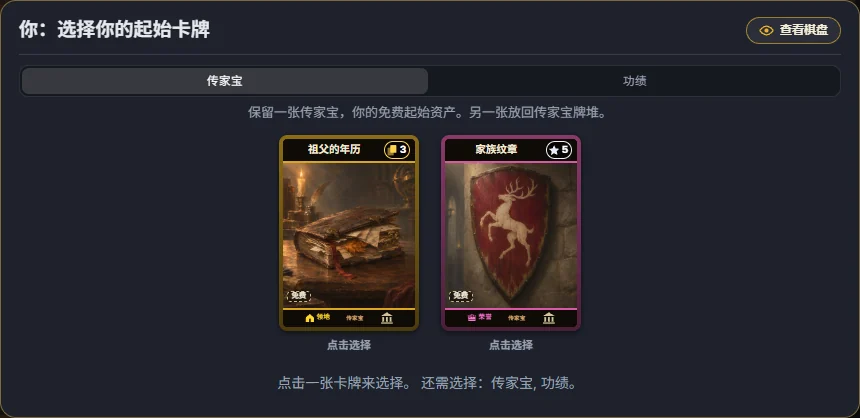 你：选择你的起始卡牌
查看棋盘
传家宝 功绩
保留一张传家宝，你的免费起始资产。另一张放回传家宝牌堆。
祖父的年历 3
家族纹章 5
免费
免费
领地 传家宝
荣誉 传家宝
点击选择
点击选择
点击一张卡牌来选择。 还需选择：传家宝, 功绩。